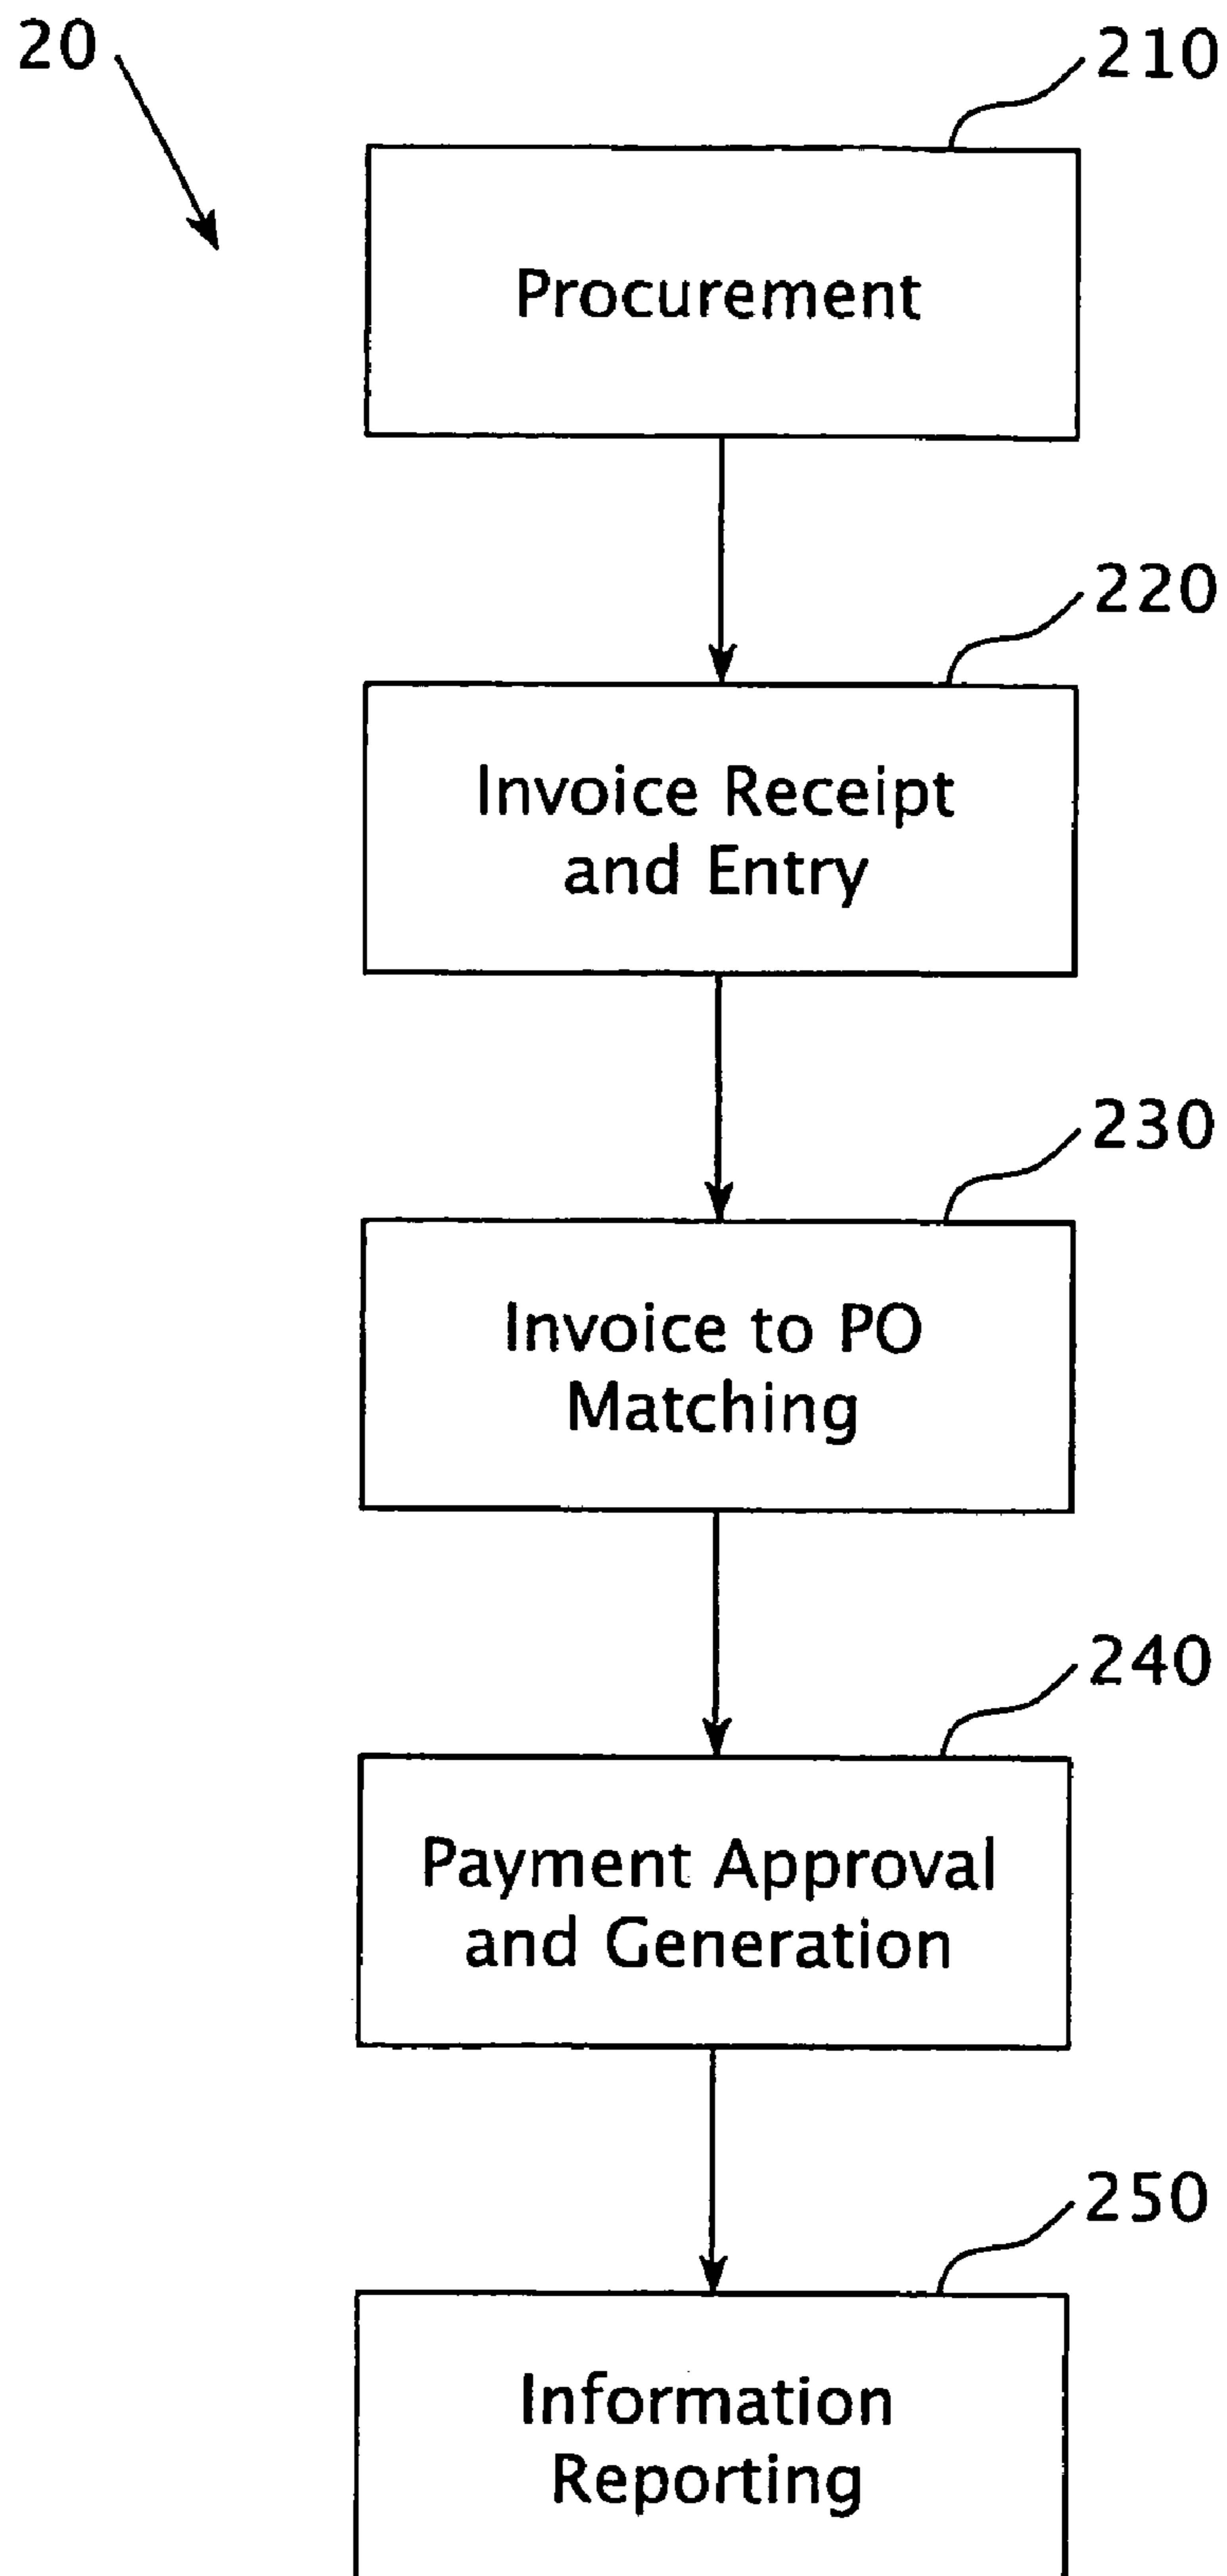 20
210
Procurement
220
Invoice Receipt
and Entry
230
Invoice to PO
Matching
240
Payment Approval
and Generation
250
Information
Reporting